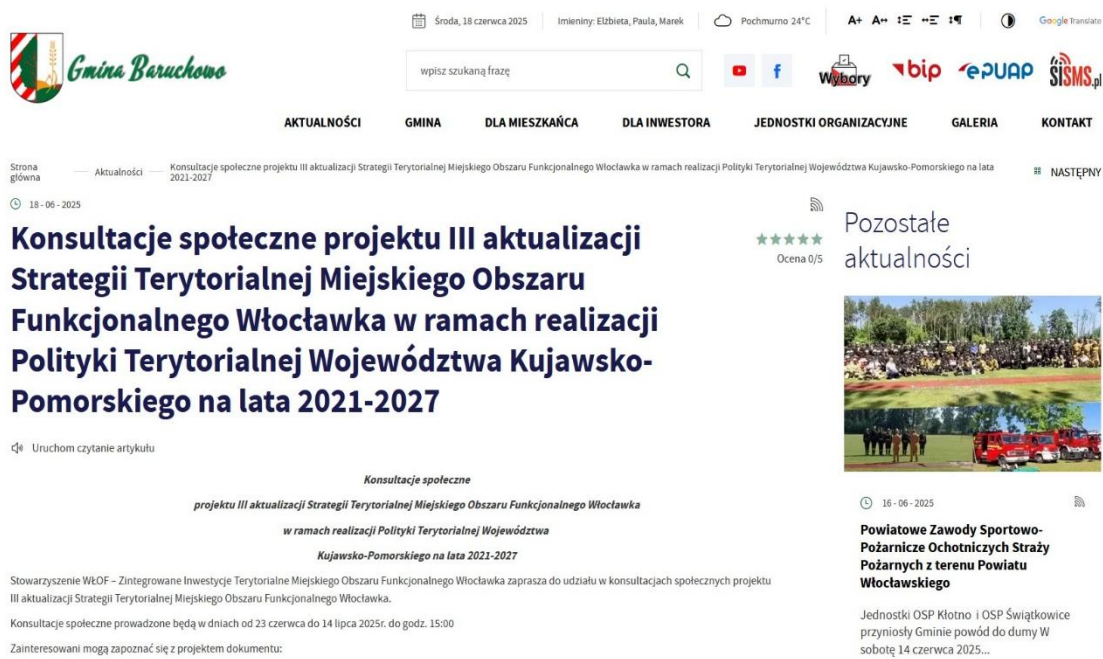 Środa, 18 czerwca 2025
Imieniny: Elżbieta, Paula, Marek
Pochmurno 24°C
A+
Google Translate
Gmina Baruchowo
wpisz szukaną frazę
Wybory
bip
ePUAP
SISMS.pl
AKTUALNOŚCI GMINA DLA MIESZKAŃCA DLA INWESTORA JEDNOSTKI ORGANIZACYJNE GALERIA KONTAKT
Strona
główna
Aktualności
Konsultacje społeczne projektu III aktualizacji Strategii Terytorialnej Miejskiego Obszaru Funkcjonalnego Włocławka w ramach realizacji Polityki Terytorialnej Województwa Kujawsko-Pomorskiego na lata
2021-2027
NASTĘPNY
18 - 06 - 2025
Konsultacje społeczne projektu III aktualizacji
Strategii Terytorialnej Miejskiego Obszaru
Funkcjonalnego Włocławka w ramach realizacji
Polityki Terytorialnej Województwa Kujawsko-
Pomorskiego na lata 2021-2027
Ocena 0/5
Uruchom czytanie artykułu
Konsultacje społeczne
projektu III aktualizacji Strategii Terytorialnej Miejskiego Obszaru Funkcjonalnego Włocławka
w ramach realizacji Polityki Terytorialnej Województwa
Kujawsko-Pomorskiego na lata 2021-2027
Stowarzyszenie WŁOF – Zintegrowane Inwestycje Terytorialne Miejskiego Obszaru Funkcjonalnego Włocławka zaprasza do udziału w konsultacjach społecznych projektu
III aktualizacji Strategii Terytorialnej Miejskiego Obszaru Funkcjonalnego Włocławka.
Konsultacje społeczne prowadzone będą w dniach od 23 czerwca do 14 lipca 2025r. do godz. 15:00
Zainteresowani mogą zapoznać się z projektem dokumentu:
Pozostałe
aktualności
16 - 06 - 2025
Powiatowe Zawody Sportowo-
Pożarnicze Ochotniczych Straży
Pożarnych z terenu Powiatu
Włocławskiego
Jednostki OSP Kłotno i OSP Świątkowice
przyniosły Gminie powód do dumy W
sobotę 14 czerwca 2025...